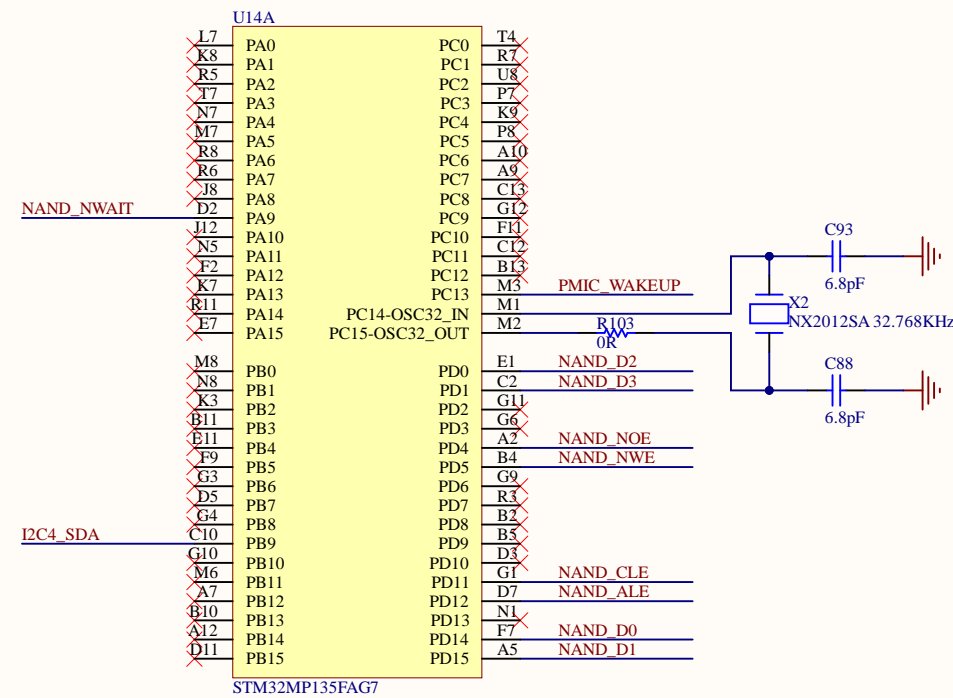 U14A
L7 PA0 PC0 T4
K8 PA1 PC1 R7
R5 PA2 PC2 U8
T7 PA3 PC3 P7
N7 PA4 PC4 K9
M7 PA5 PC5 P8
R8 PA6 PC6 A10
R6 PA7 PC7 A9
J8 PA8 PC8 C13
NAND_NWAIT D2 PA9 PC9 G12
J12 PA10 PC10 F11
N5 PA11 PC11 C12
F2 PA12 PC12 B13
K7 PA13 PC13 M3 PMIC_WAKEUP
R11 PA14 PC14-OSC32_IN M1
E7 PA15 PC15-OSC32_OUT M2
R103
0R
C93
6.8pF
X2
NX2012SA 32.768KHz
C88
6.8pF
M8 PB0 PD0 E1 NAND_D2
N8 PB1 PD1 C2 NAND_D3
K3 PB2 PD2 G11
B11 PB3 PD3 G6
E11 PB4 PD4 A2 NAND_NOE
F9 PB5 PD5 B4 NAND_NWE
G3 PB6 PD6 G9
D5 PB7 PD7 R3
G4 PB8 PD8 B2
I2C4_SDA C10 PB9 PD9 B5
G10 PB10 PD10 D3
M6 PB11 PD11 G1 NAND_CLE
A7 PB12 PD12 D7 NAND_ALE
B10 PB13 PD13 N1
A12 PB14 PD14 F7 NAND_D0
D11 PB15 PD15 A5 NAND_D1
STM32MP135FAG7